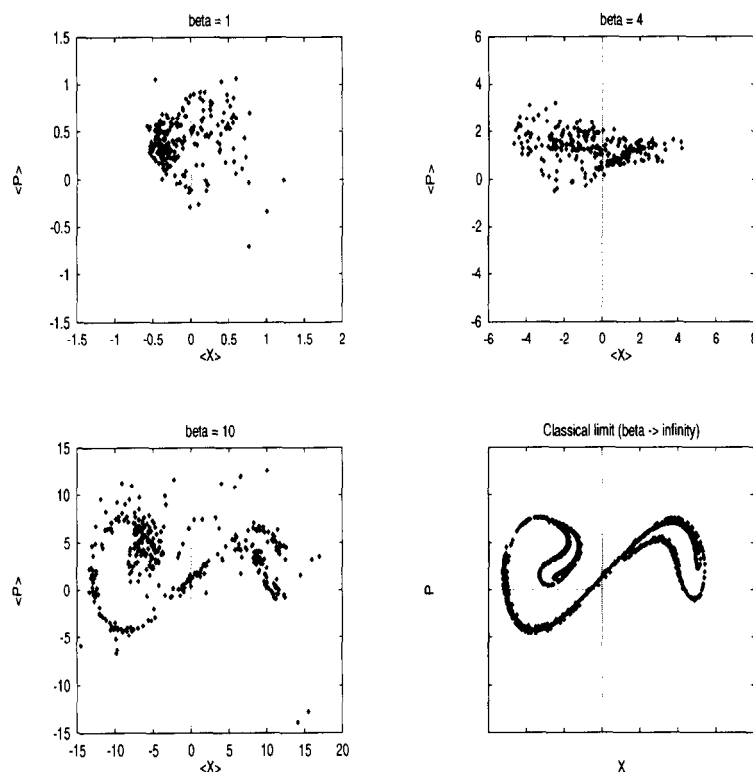 beta = 1
1.5
1
0.5
0
-0.5
-1
-1.5
<P>
-1.5 -1 -0.5 0 0.5 1 1.5 2
<X>
beta = 4
6
4
2
0
-2
-4
-6
<P>
-6 -4 -2 0 2 4 6 8
<X>
beta = 10
15
10
5
0
-5
-10
-15
<P>
-15 -10 -5 0 5 10 15 20
<X>
Classical limit (beta -> infinity)
P
X